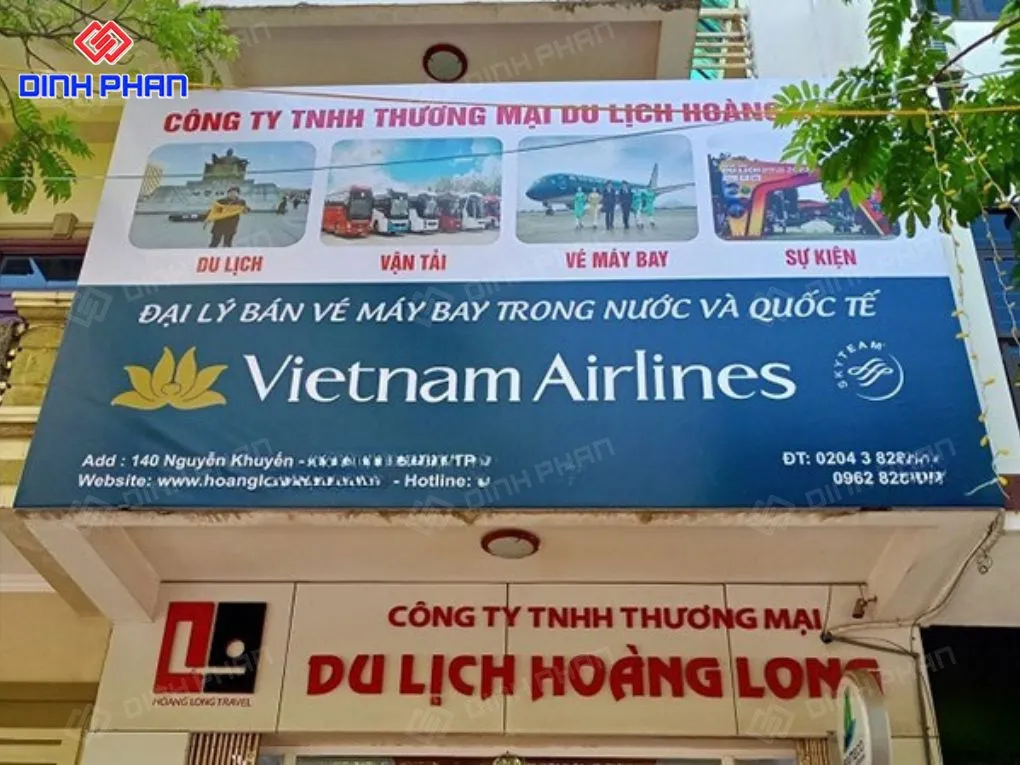 DINH PHAN
CÔNG TY TNHH THƯƠNG MẠI DU LỊCH HOÀNG
DU LỊCH
VẬN TẢI
VÉ MÁY BAY
SỰ KIỆN
ĐẠI LÝ BÁN VÉ MÁY BAY TRONG NƯỚC VÀ QUỐC TẾ
Vietnam Airlines
SKYTEAM
Add : 140 Nguyễn Khuyến -
ĐT: 0204 3
Website: - Hotline:
0962
CÔNG TY TNHH THƯƠNG MẠI
DU LỊCH HOÀNG LONG
HOANG LONG TRAVEL